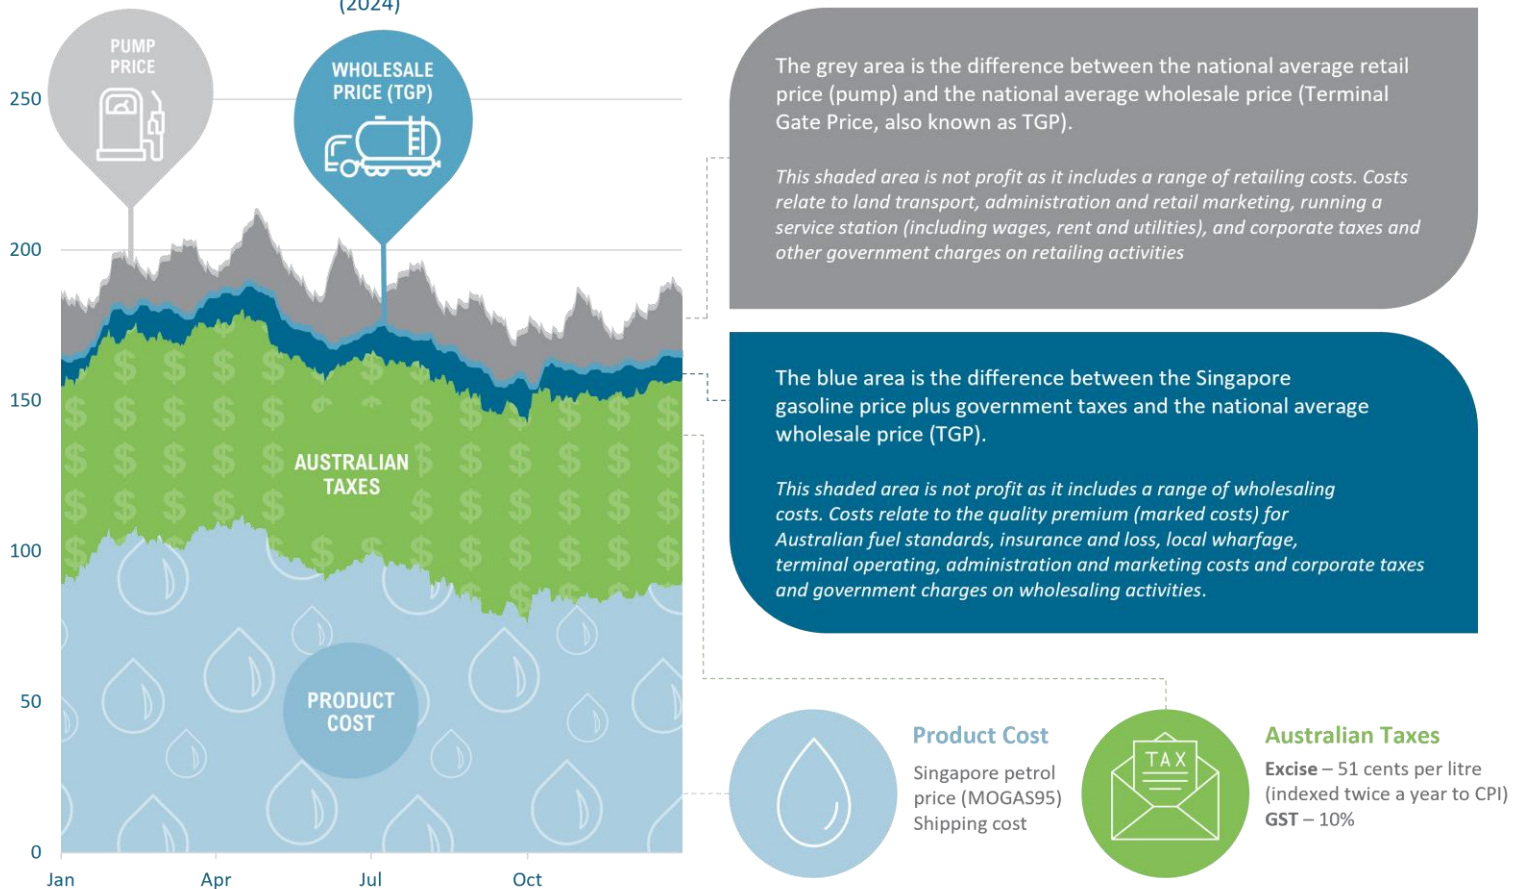 (2024)
PUMP
PRICE
WHOLESALE
PRICE (TGP)
250
200
150
100
50
0
Jan
Apr
Jul
Oct
AUSTRALIAN
TAXES
PRODUCT
COST
The grey area is the difference between the national average retail
price (pump) and the national average wholesale price (Terminal
Gate Price, also known as TGP).
This shaded area is not profit as it includes a range of retailing costs. Costs
relate to land transport, administration and retail marketing, running a
service station (including wages, rent and utilities), and corporate taxes and
other government charges on retailing activities
The blue area is the difference between the Singapore
gasoline price plus government taxes and the national average
wholesale price (TGP).
This shaded area is not profit as it includes a range of wholesaling
costs. Costs relate to the quality premium (marked costs) for
Australian fuel standards, insurance and loss, local wharfage,
terminal operating, administration and marketing costs and corporate taxes
and government charges on wholesaling activities.
Product Cost
Singapore petrol
price (MOGAS95)
Shipping cost
TAX
Australian Taxes
Excise – 51 cents per litre
(indexed twice a year to CPI)
GST – 10%